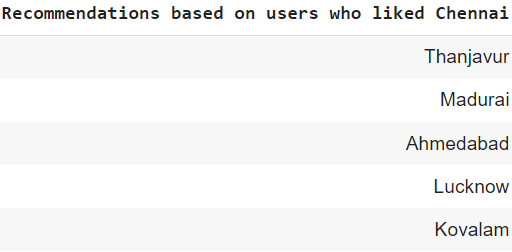 Recommendations based on users who liked Chennai
Thanjavur
Madurai
Ahmedabad
Lucknow
Kovalam